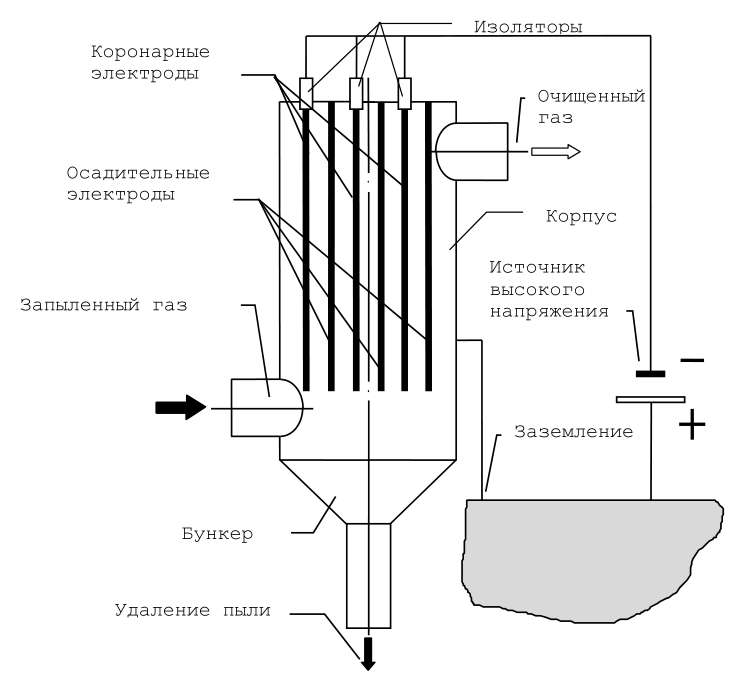 Изоляторы
Коронарные
электроды
Очищенный
газ
Осадительные
электроды
Корпус
Источник
высокого
напряжения
Запыленный газ
−
+
Заземление
Бункер
Удаление пыли